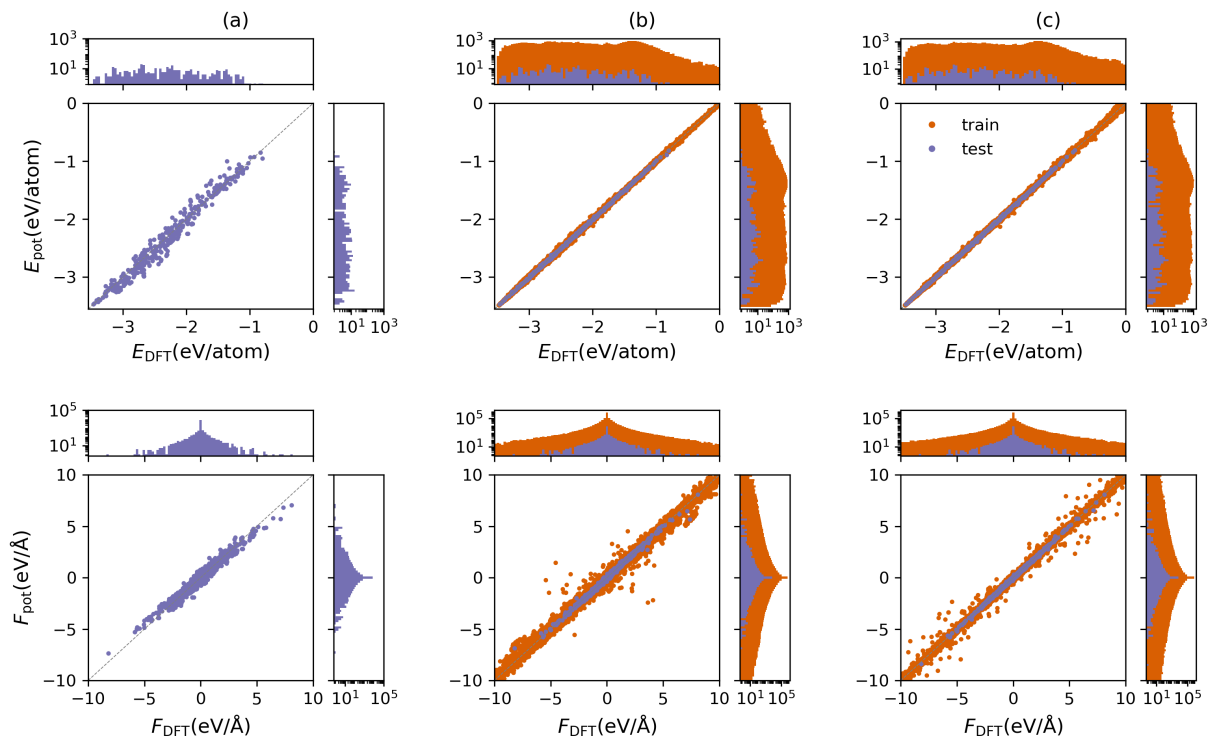 (a) (b) (c)
10³ 10³ 10³
10¹ 10¹ 10¹
0 0 0
−1 −1 −1
−2 −2 −2
−3 −3 −3
E_pot(eV/atom)
train
test
−3 −2 −1 0 10¹ 10³ −3 −2 −1 0 10¹ 10³ −3 −2 −1 0 10¹ 10³
E_DFT(eV/atom) E_DFT(eV/atom) E_DFT(eV/atom)
10⁵ 10⁵ 10⁵
10¹ 10¹ 10¹
10 10 10
5 5 5
0 0 0
−5 −5 −5
−10 −10 −10
F_pot(eV/Å)
−10 −5 0 5 10 10¹ 10⁵ −10 −5 0 5 10 10¹ 10⁵ −10 −5 0 5 10 10¹ 10⁵
F_DFT(eV/Å) F_DFT(eV/Å) F_DFT(eV/Å)